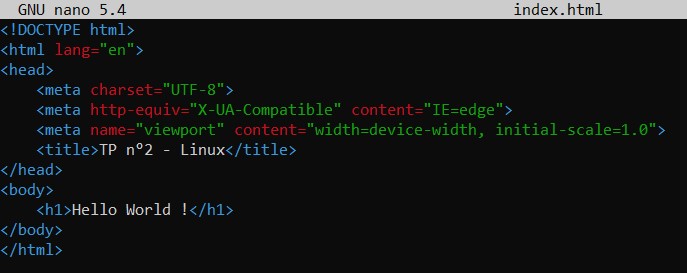 GNU nano 5.4 index.html
<!DOCTYPE html>
<html lang="en">
<head>
    <meta charset="UTF-8">
    <meta http-equiv="X-UA-Compatible" content="IE=edge">
    <meta name="viewport" content="width=device-width, initial-scale=1.0">
    <title>TP n°2 - Linux</title>
</head>
<body>
    <h1>Hello World !</h1>
</body>
</html>